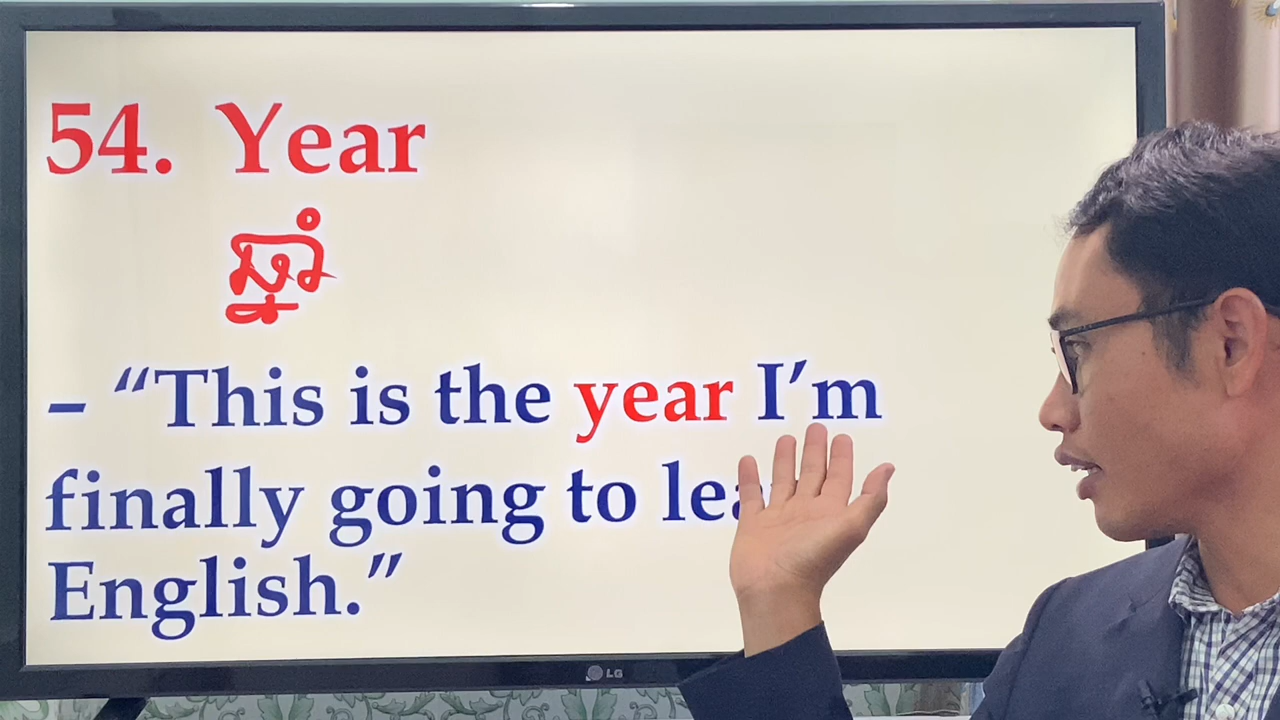 54. Year
ឆ្នាំ
– “This is the year I’m
finally going to
English.”
LG